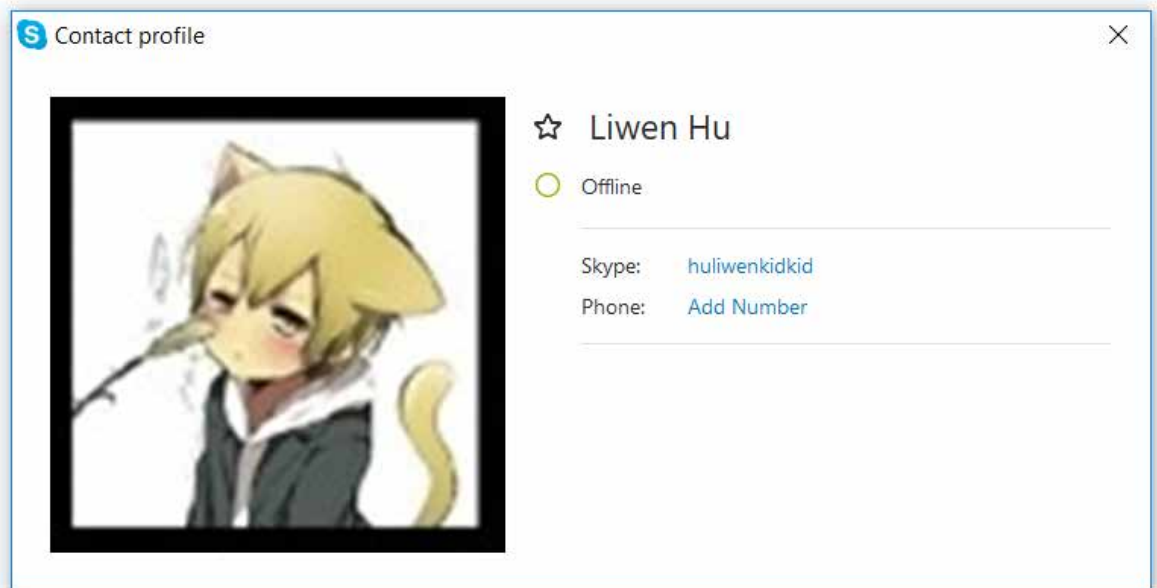 Contact profile
Liwen Hu
Offline
Skype: huliwenkidkid
Phone: Add Number